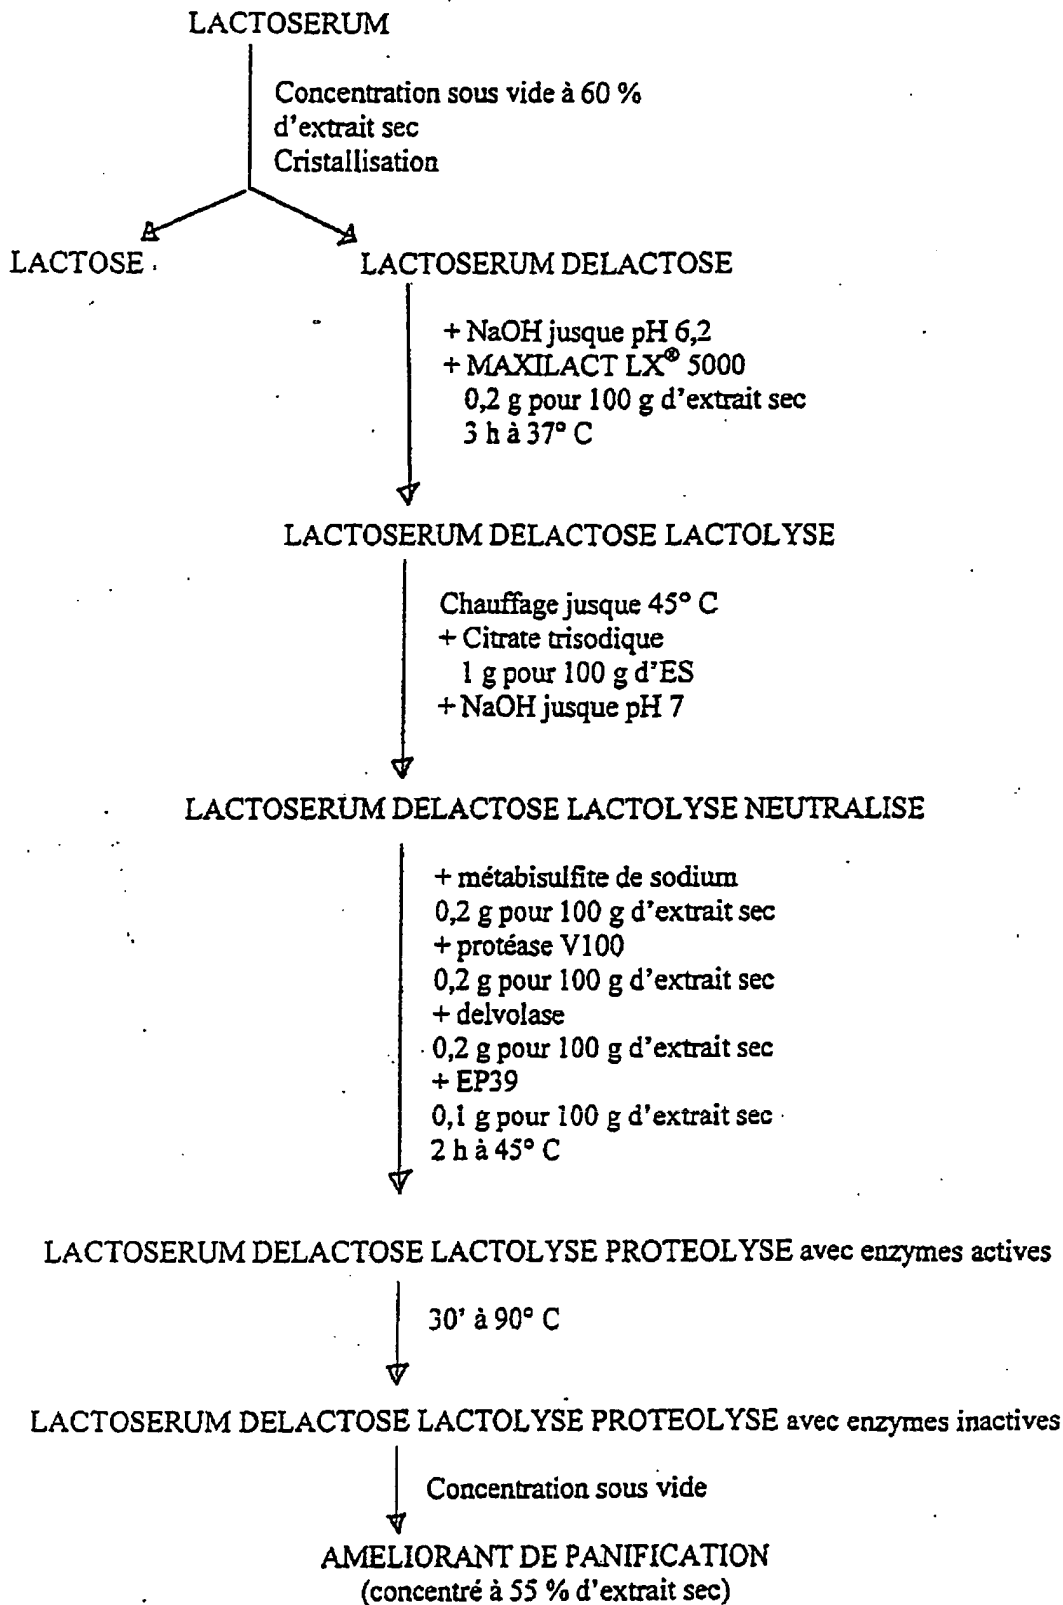 LACTOSERUM
Concentration sous vide à 60 %
d'extrait sec
Cristallisation
LACTOSE
LACTOSERUM DELACTOSE
+ NaOH jusque pH 6,2
+ MAXILACT LX® 5000
0,2 g pour 100 g d'extrait sec
3 h à 37° C
LACTOSERUM DELACTOSE LACTOLYSE
Chauffage jusque 45° C
+ Citrate trisodique
1 g pour 100 g d'ES
+ NaOH jusque pH 7
LACTOSERUM DELACTOSE LACTOLYSE NEUTRALISE
+ métabisulfite de sodium
0,2 g pour 100 g d'extrait sec
+ protéase V100
0,2 g pour 100 g d'extrait sec
+ delvolase
0,2 g pour 100 g d'extrait sec
+ EP39
0,1 g pour 100 g d'extrait sec
2 h à 45° C
LACTOSERUM DELACTOSE LACTOLYSE PROTEOLYSE avec enzymes actives
30' à 90° C
LACTOSERUM DELACTOSE LACTOLYSE PROTEOLYSE avec enzymes inactives
Concentration sous vide
AMELIORANT DE PANIFICATION
(concentré à 55 % d'extrait sec)